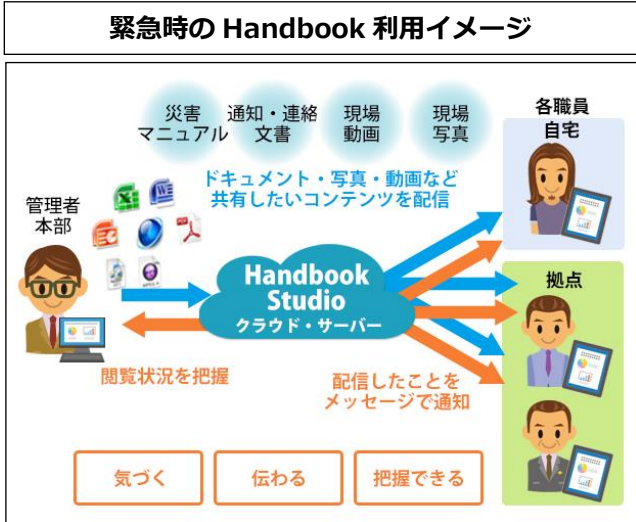 緊急時の Handbook 利用イメージ
災害
マニュアル
通知・連絡
文書
現場
動画
現場
写真
各職員
自宅
ドキュメント・写真・動画など
共有したいコンテンツを配信
管理者
本部
Handbook
Studio
クラウド・サーバー
拠点
閲覧状況を把握
配信したことを
メッセージで通知
気づく
伝わる
把握できる